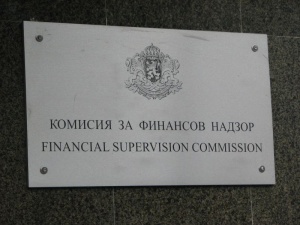 КОМИСИЯ ЗА ФИНАНСОВ НАДЗОР
FINANCIAL SUPERVISION COMMISSION